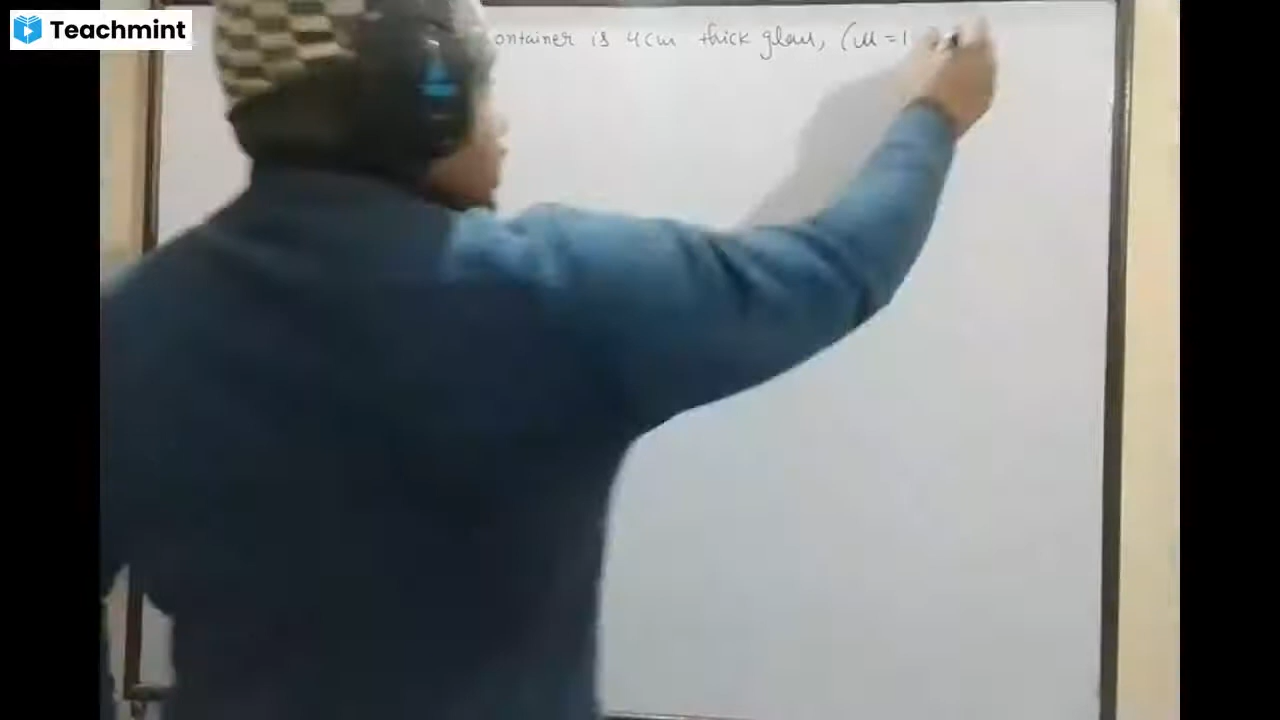 Teachmint
ontainer is 4cm thick glass, (μ = 1